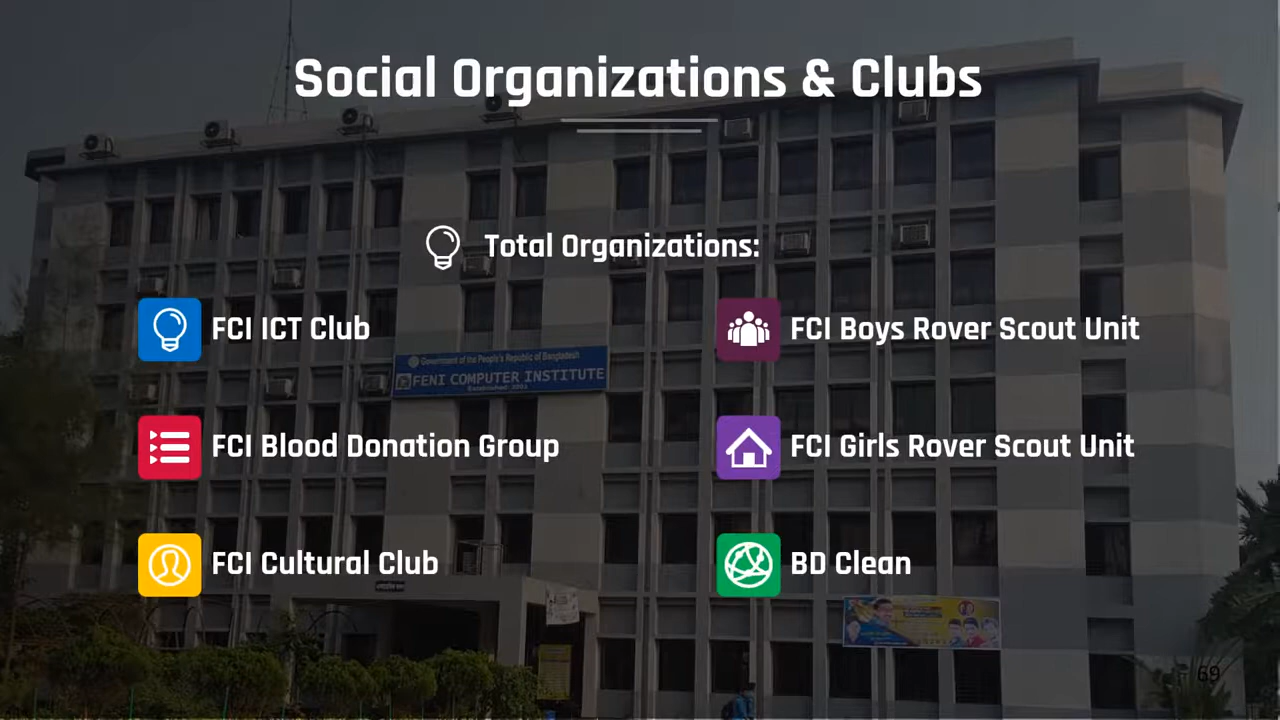 Social Organizations & Clubs
Total Organizations:
FCI ICT Club
FCI Boys Rover Scout Unit
Government of the People's Republic of Bangladesh
FENI COMPUTER INSTITUTE
FCI Blood Donation Group
FCI Girls Rover Scout Unit
FCI Cultural Club
BD Clean
69